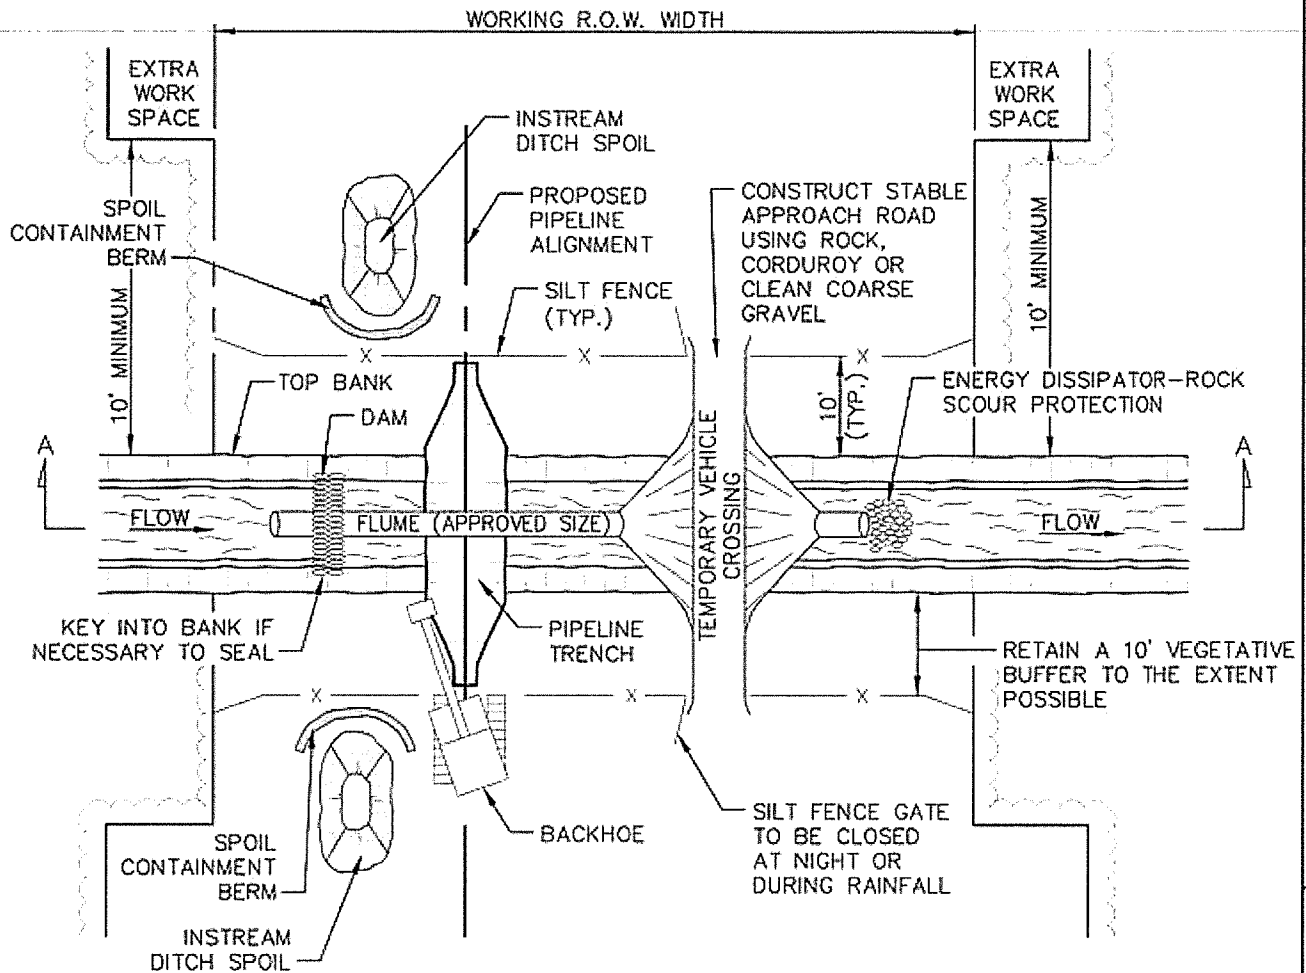 WORKING R.O.W. WIDTH
EXTRA
WORK
SPACE
EXTRA
WORK
SPACE
INSTREAM
DITCH SPOIL
PROPOSED
PIPELINE
ALIGNMENT
CONSTRUCT STABLE
APPROACH ROAD
USING ROCK,
CORDUROY OR
CLEAN COARSE
GRAVEL
SPOIL
CONTAINMENT
BERM
SILT FENCE
(TYP.)
10' MINIMUM
10' MINIMUM
X
X
X
TOP BANK
DAM
10'
(TYP.)
ENERGY DISSIPATOR-ROCK
SCOUR PROTECTION
A
A
FLOW
FLUME (APPROVED SIZE)
TEMPORARY VEHICLE
CROSSING
FLOW
KEY INTO BANK IF
NECESSARY TO SEAL
PIPELINE
TRENCH
RETAIN A 10' VEGETATIVE
BUFFER TO THE EXTENT
POSSIBLE
X
X
X
BACKHOE
SILT FENCE GATE
TO BE CLOSED
AT NIGHT OR
DURING RAINFALL
SPOIL
CONTAINMENT
BERM
INSTREAM
DITCH SPOIL